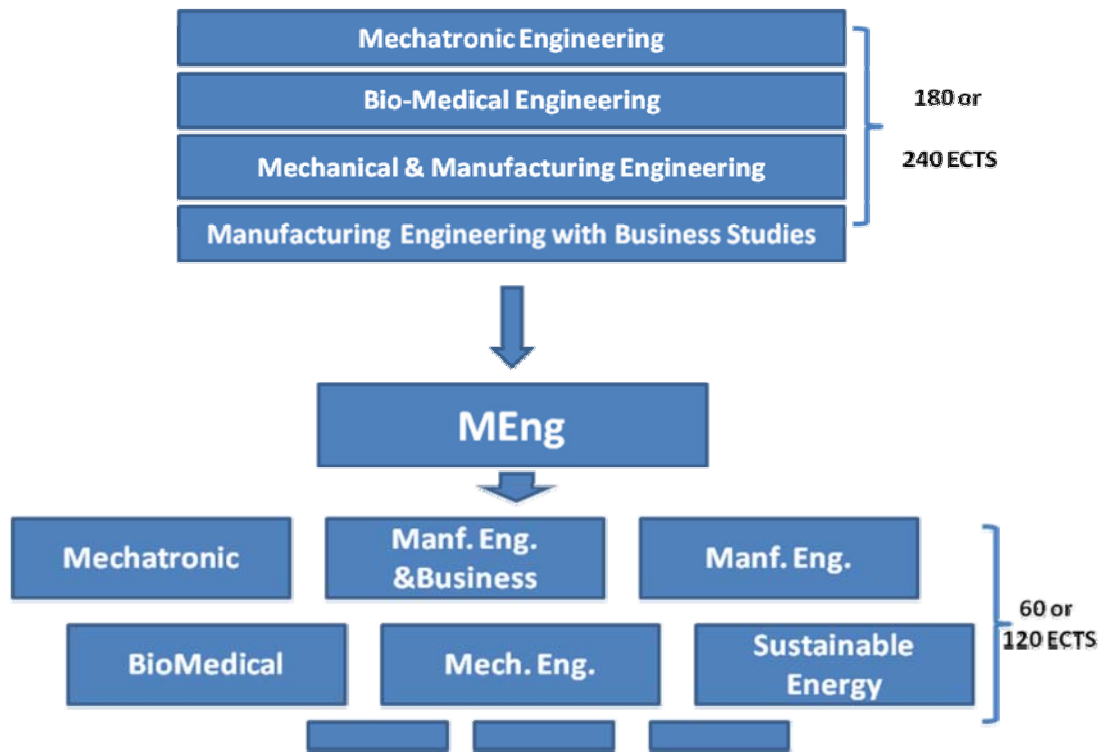 Mechatronic Engineering
Bio-Medical Engineering
Mechanical & Manufacturing Engineering
Manufacturing Engineering with Business Studies
180 or
240 ECTS
MEng
Mechatronic
Manf. Eng.
&Business
Manf. Eng.
BioMedical
Mech. Eng.
Sustainable
Energy
60 or
120 ECTS